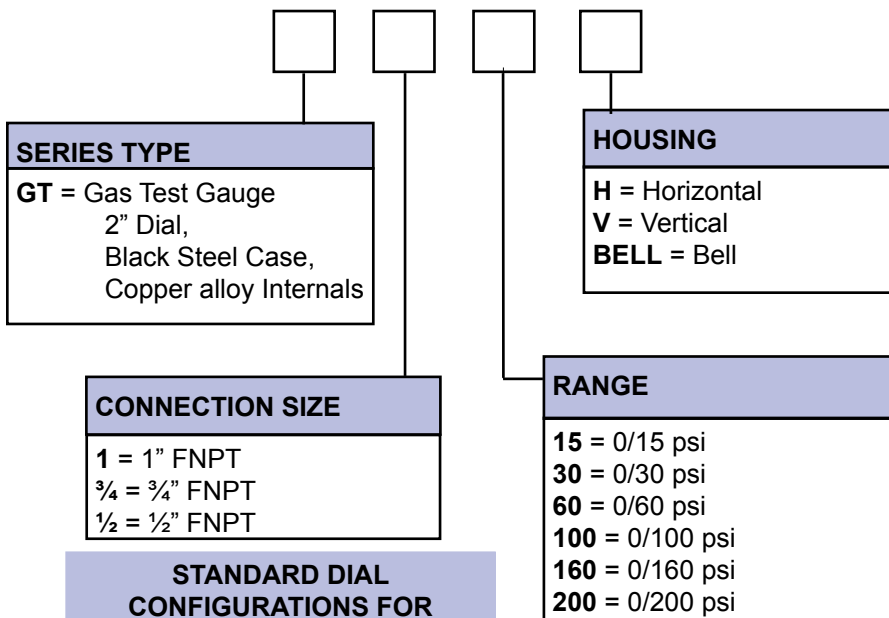 SERIES TYPE
GT = Gas Test Gauge
2” Dial,
Black Steel Case,
Copper alloy Internals
HOUSING
H = Horizontal
V = Vertical
BELL = Bell
CONNECTION SIZE
1 = 1” FNPT
¾ = ¾” FNPT
½ = ½” FNPT
RANGE
15 = 0/15 psi
30 = 0/30 psi
60 = 0/60 psi
100 = 0/100 psi
160 = 0/160 psi
200 = 0/200 psi
STANDARD DIAL
CONFIGURATIONS FOR